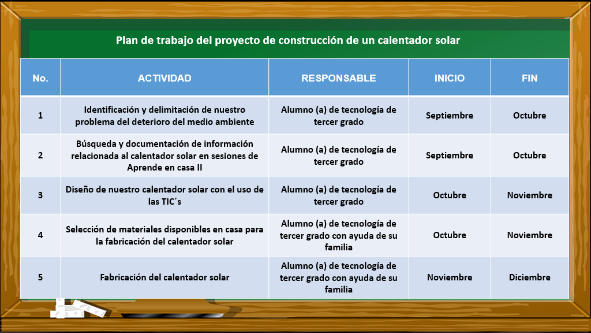 Plan de trabajo del proyecto de construcción de un calentador solar
No. ACTIVIDAD RESPONSABLE INICIO FIN
1 Identificación y delimitación de nuestro problema del deterioro del medio ambiente Alumno (a) de tecnología de tercer grado Septiembre Octubre
2 Búsqueda y documentación de información relacionada al calentador solar en sesiones de Aprende en casa II Alumno (a) de tecnología de tercer grado Septiembre Octubre
3 Diseño de nuestro calentador solar con el uso de las TIC´s Alumno (a) de tecnología de tercer grado Octubre Noviembre
4 Selección de materiales disponibles en casa para la fabricación del calentador solar Alumno (a) de tecnología de tercer grado con ayuda de su familia Octubre Noviembre
5 Fabricación del calentador solar Alumno (a) de tecnología de tercer grado con ayuda de su familia Noviembre Diciembre